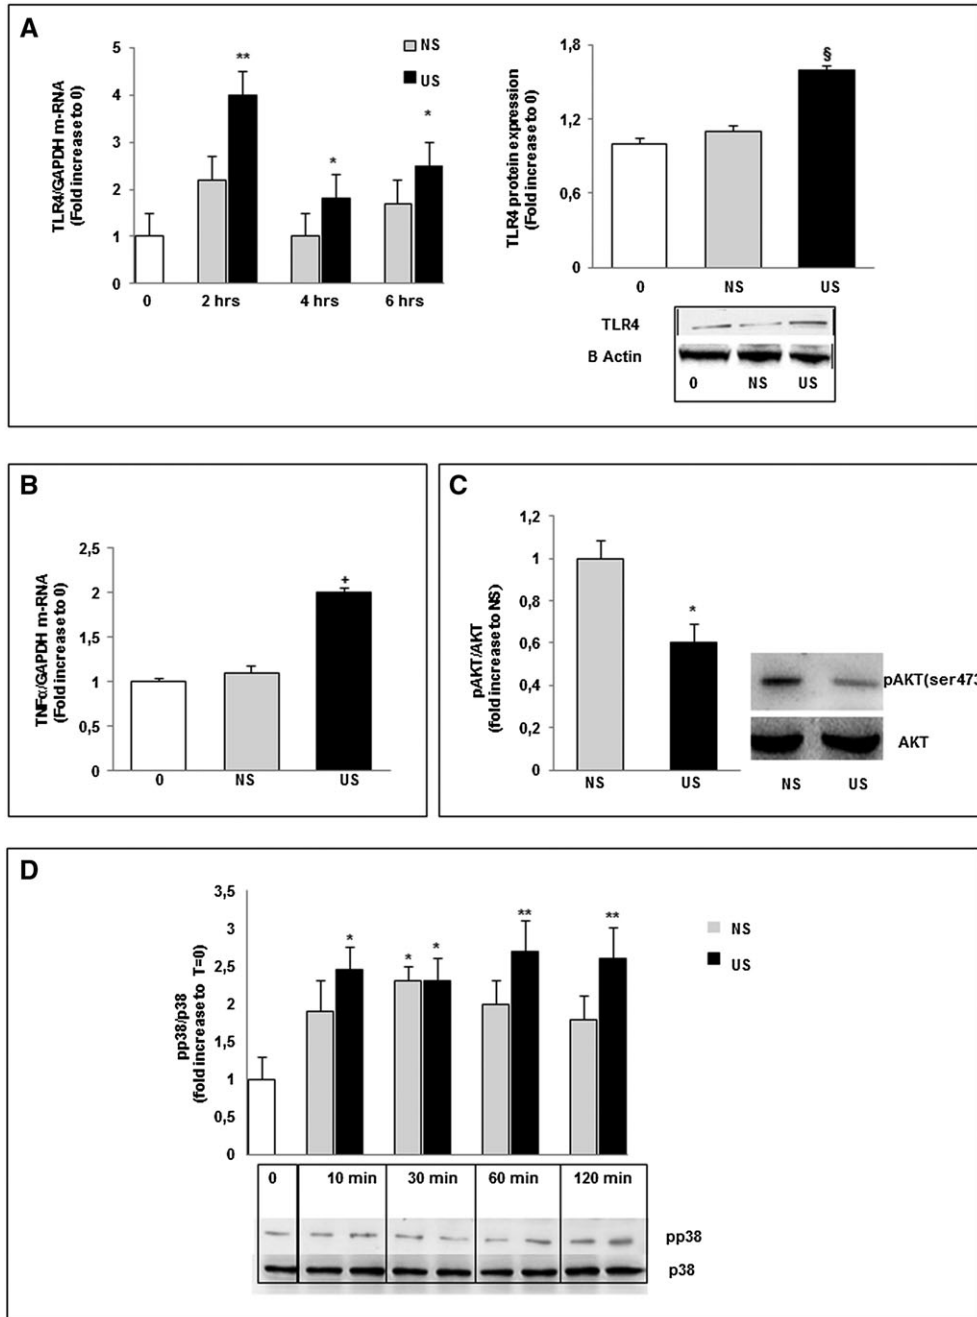 A
TLR4/GAPDH m-RNA
(Fold increase to 0)
5
4
3
2
1
0
**
*
*
NS
US
0 2 hrs 4 hrs 6 hrs
TLR4 protein expression
(Fold increase to 0)
1,8
1,2
0,6
0
§
0 NS US
TLR4
B Actin
0 NS US
B
TNFα/GAPDH m-RNA
(Fold increase to 0)
2,5
2
1,5
1
0,5
0
+
0 NS US
C
pAKT/AKT
(fold increase to NS)
1,2
1
0,8
0,6
0,4
0,2
0
*
NS US
pAKT(ser473
AKT
NS US
D
pp38/p38
(fold increase to T=0)
3,5
3
2,5
2
1,5
1
0,5
0
*
*
*
**
**
NS
US
0 10 min 30 min 60 min 120 min
pp38
p38